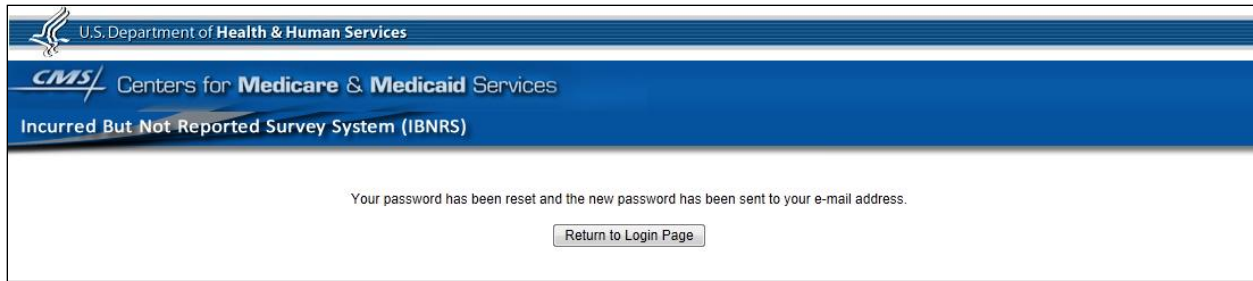 U.S. Department of Health & Human Services
CMS Centers for Medicare & Medicaid Services
Incurred But Not Reported Survey System (IBNRS)
Your password has been reset and the new password has been sent to your e-mail address.
Return to Login Page